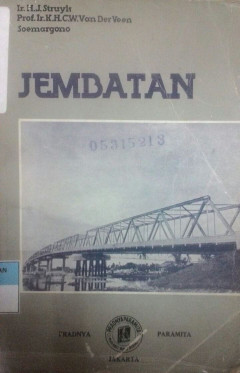 Ir. H.J. Struyk
Prof. Ir. K.H.C.W. Van Der Veen
Soemargono
JEMBATAN
05315213
PRADNYA PARAMITA
JAKARTA